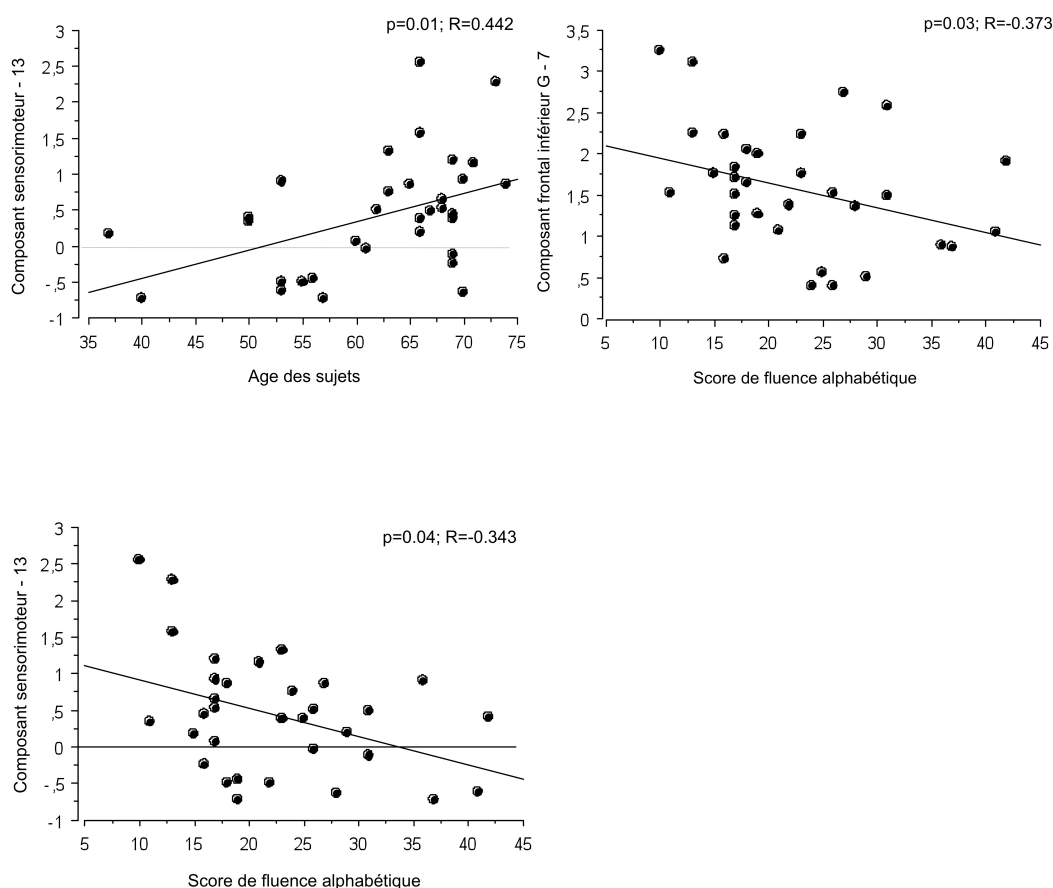 p=0.01; R=0.442
Composant sensorimoteur - 13
3
2,5
2
1,5
1
,5
0
-,5
-1
35 40 45 50 55 60 65 70 75
Age des sujets
p=0.03; R=-0.373
Composant frontal inférieur G - 7
3,5
3
2,5
2
1,5
1
,5
0
5 10 15 20 25 30 35 40 45
Score de fluence alphabétique
p=0.04; R=-0.343
Composant sensorimoteur - 13
3
2,5
2
1,5
1
,5
0
-,5
-1
5 10 15 20 25 30 35 40 45
Score de fluence alphabétique